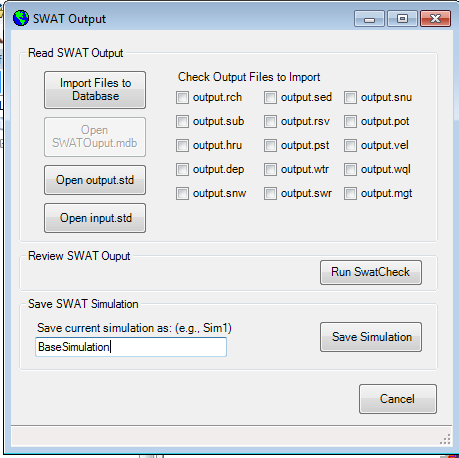 SWAT Output
Read SWAT Output
Import Files to
Database
Open
SWATOuput.mdb
Open output.std
Open input.std
Check Output Files to Import
output.rch output.sed output.snu
output.sub output.rsv output.pot
output.hru output.pst output.vel
output.dep output.wtr output.wql
output.snw output.swr output.mgt
Review SWAT Ouput
Run SwatCheck
Save SWAT Simulation
Save current simulation as: (e.g., Sim1)
BaseSimulation
Save Simulation
Cancel